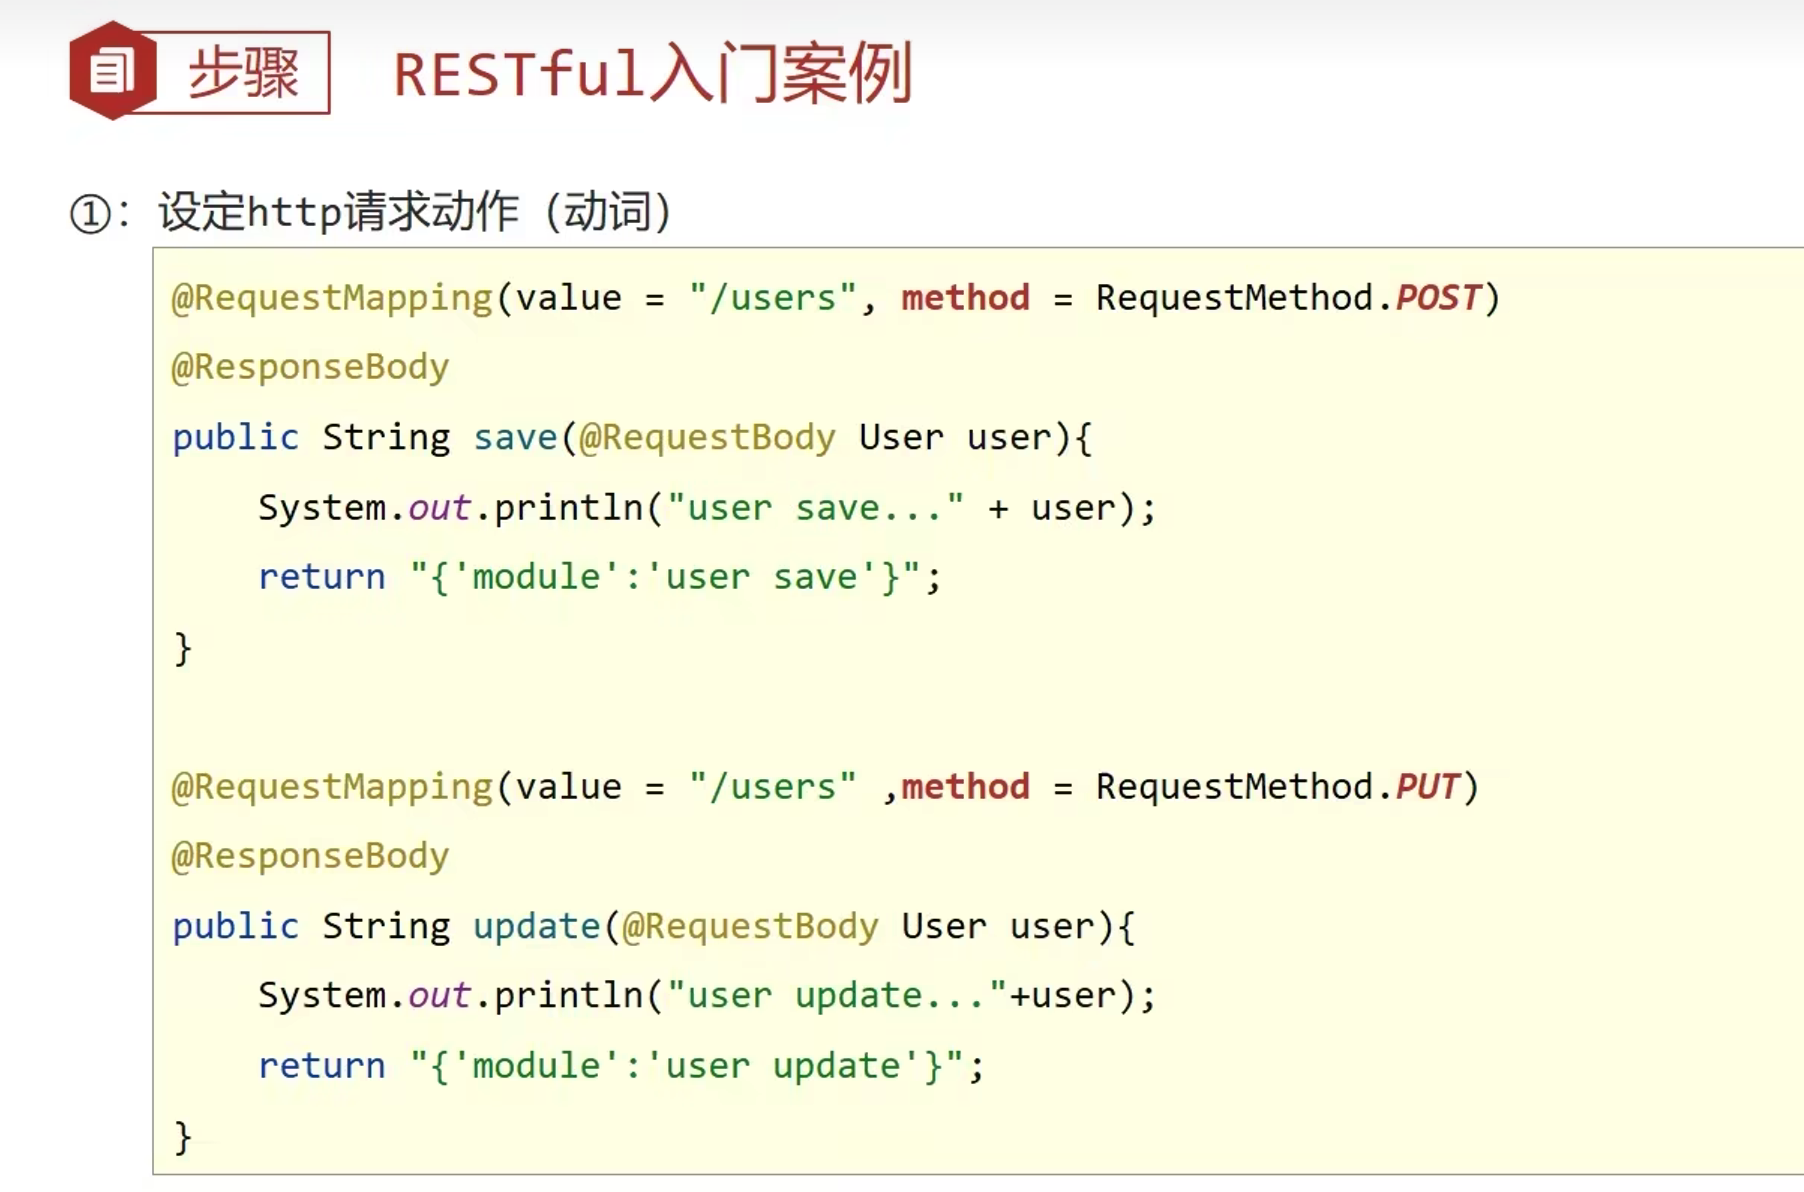 步骤 RESTful入门案例
①：设定http请求动作（动词）
@RequestMapping(value = "/users", method = RequestMethod.POST)
@ResponseBody
public String save(@RequestBody User user){
    System.out.println("user save..." + user);
    return "{'module':'user save'}";
}
@RequestMapping(value = "/users" ,method = RequestMethod.PUT)
@ResponseBody
public String update(@RequestBody User user){
    System.out.println("user update..."+user);
    return "{'module':'user update'}";
}